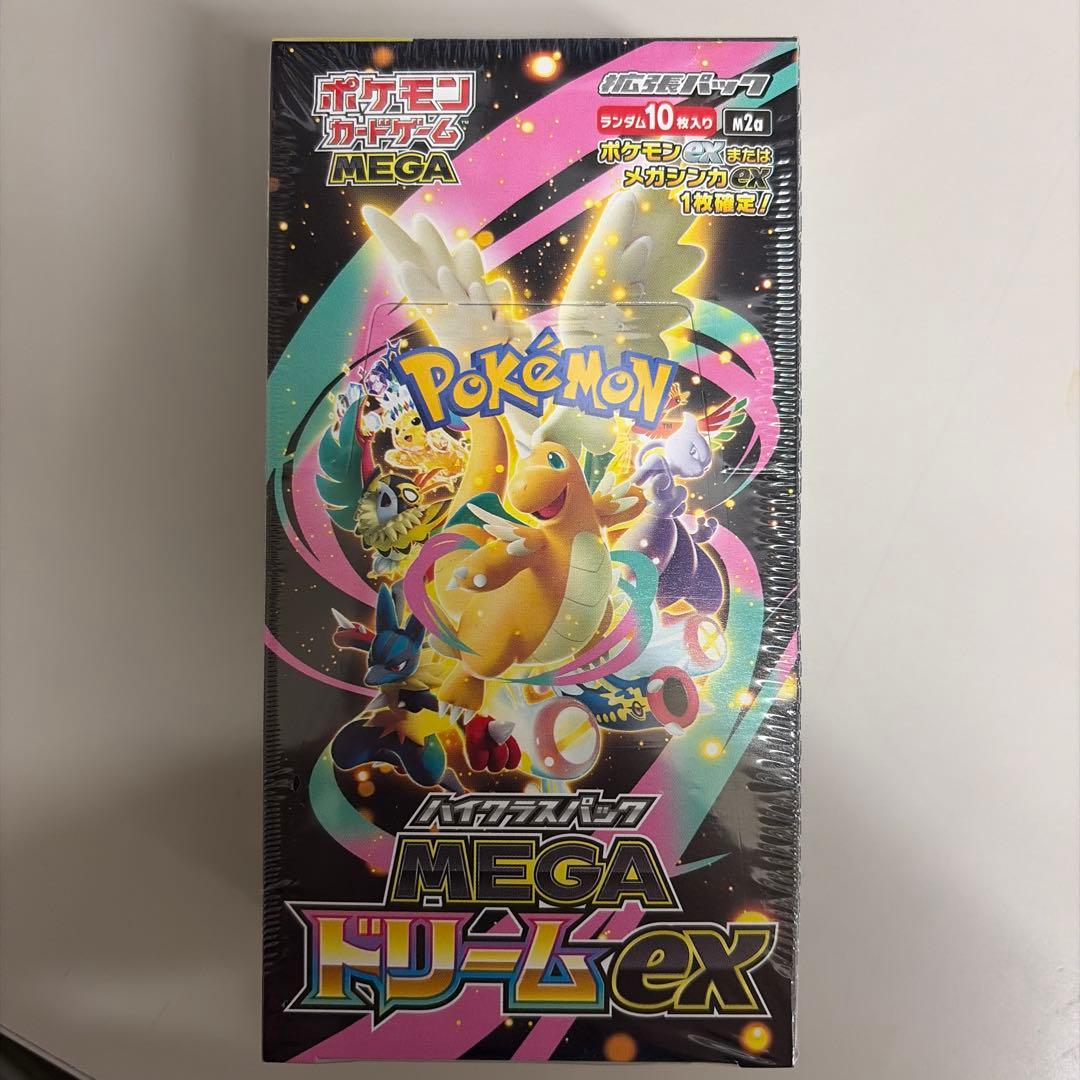 ポケモン
カードゲーム™
MEGA
拡張パック
ランダム10枚入り M2a
ポケモンexまたは
メガシンカex
1枚確定!
POKéMON™
ハイクラスパック
MEGA
ドリームex